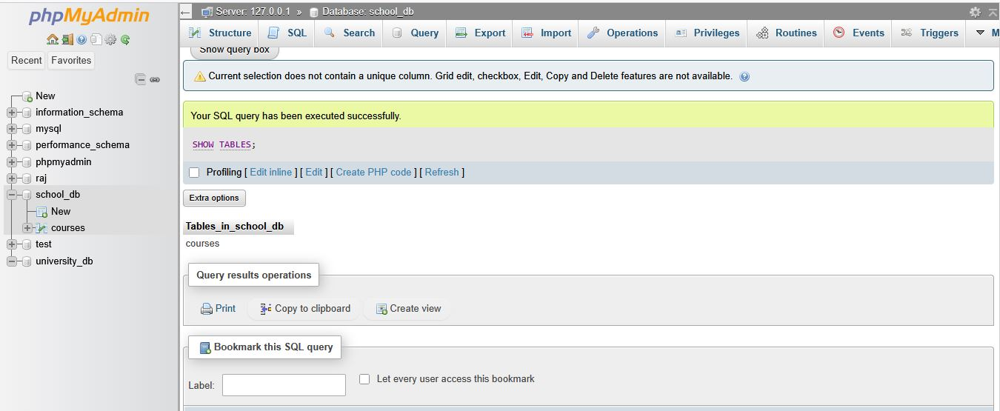 phpMyAdmin
Recent Favorites
New
information_schema
mysql
performance_schema
phpmyadmin
raj
school_db
New
courses
test
university_db
Server: 127.0.0.1 » Database: school_db
Structure SQL Search Query Export Import Operations Privileges Routines Events Triggers M
Show query box
Current selection does not contain a unique column. Grid edit, checkbox, Edit, Copy and Delete features are not available.
Your SQL query has been executed successfully.
SHOW TABLES;
Profiling [ Edit inline ] [ Edit ] [ Create PHP code ] [ Refresh ]
Extra options
Tables_in_school_db
courses
Query results operations
Print Copy to clipboard Create view
Bookmark this SQL query
Label: Let every user access this bookmark